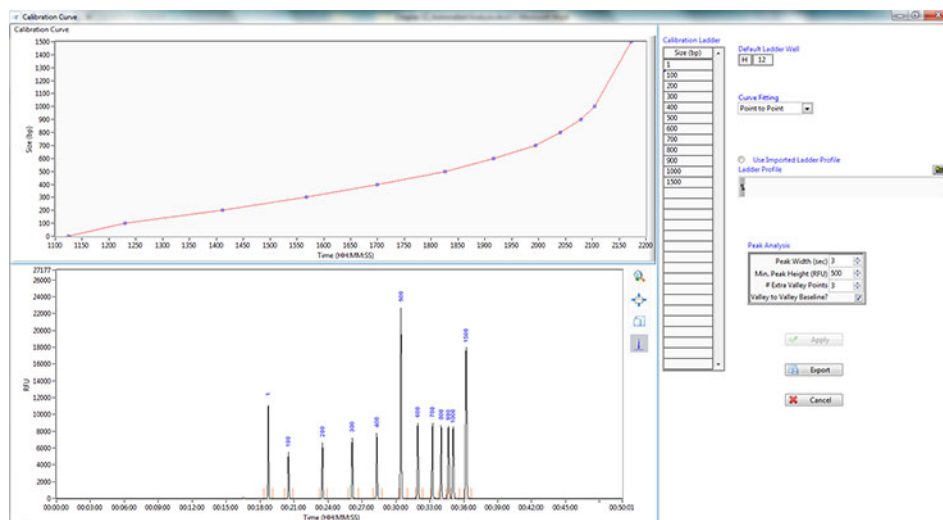 Calibration Curve
Calibration Curve
1500
1400
1300
1200
1100
1000
900
800
700
600
500
400
300
200
100
0
Size (bp)
1100 1150 1200 1250 1300 1350 1400 1450 1500 1550 1600 1650 1700 1750 1800 1850 1900 1950 2000 2050 2100 2150 2200
Time (HH:MM:SS)
27177
26000
24000
22000
20000
18000
16000
14000
12000
10000
8000
6000
4000
2000
0
RFU
1 100 200 300 400 500 600 700 800 900 1000 1500
00:00:00 00:03:00 00:06:00 00:09:00 00:12:00 00:15:00 00:18:00 00:21:00 00:24:00 00:27:00 00:30:00 00:33:00 00:36:00 00:39:00 00:42:00 00:45:00 00:50:01
Time (HH:MM:SS)
Calibration Ladder
Size (bp)
1
100
200
300
400
500
600
700
800
900
1000
1500
Default Ladder Well
H 12
Curve Fitting
Point to Point
Use Imported Ladder Profile
Ladder Profile
Peak Analysis
Peak Width (sec) 3
Min. Peak Height (RFU) 500
# Extra Valley Points 3
Valley to Valley Baseline?
Apply
Export
Cancel